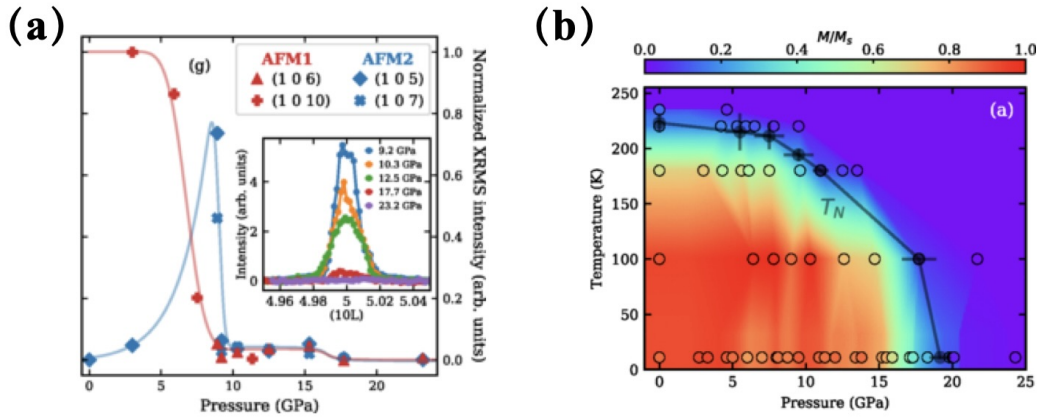 (a)
(g)
AFM1 AFM2
(1 0 6) (1 0 5)
(1 0 10) (1 0 7)
Intensity (arb. units)
4
2
0
9.2 GPa
10.3 GPa
12.5 GPa
17.7 GPa
23.2 GPa
4.96 4.98 5 5.02 5.04
(10L)
1.0
0.8
0.6
0.4
0.2
0.0
Normalized XRMS intensity (arb. units)
0 5 10 15 20
Pressure (GPa)
(b)
M/Ms
0.0 0.2 0.4 0.6 0.8 1.0
(a)
250
200
150
100
50
0
Temperature (K)
TN
0 5 10 15 20 25
Pressure (GPa)